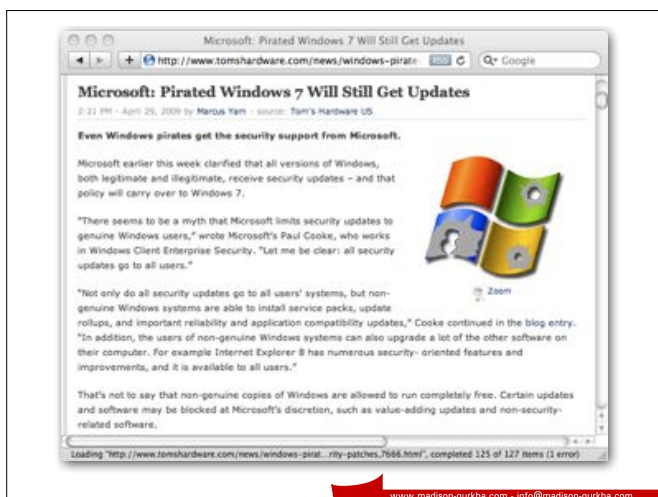 Microsoft: Pirated Windows 7 Will Still Get Updates
http://www.tomshardware.com/news/windows-pirate
RSS
Google
Microsoft: Pirated Windows 7 Will Still Get Updates
2:31 PM - April 29, 2009 by Marcus Yam - source: Tom's Hardware US
Even Windows pirates get the security support from Microsoft.
Microsoft earlier this week clarified that all versions of Windows,
both legitimate and illegitimate, receive security updates – and that
policy will carry over to Windows 7.
"There seems to be a myth that Microsoft limits security updates to
genuine Windows users," wrote Microsoft's Paul Cooke, who works
in Windows Client Enterprise Security. "Let me be clear: all security
updates go to all users."
Zoom
"Not only do all security updates go to all users' systems, but non-
genuine Windows systems are able to install service packs, update
rollups, and important reliability and application compatibility updates," Cooke continued in the blog entry.
"In addition, the users of non-genuine Windows systems can also upgrade a lot of the other software on
their computer. For example Internet Explorer 8 has numerous security- oriented features and
improvements, and it is available to all users."
That's not to say that non-genuine copies of Windows are allowed to run completely free. Certain updates
and software may be blocked at Microsoft's discretion, such as value-adding updates and non-security-
related software.
Loading "http://www.tomshardware.com/news/windows-pirat...rity-patches,7666.html", completed 125 of 127 items (1 error)
www.madison-gurkha.com - info@madison-gurkha.com